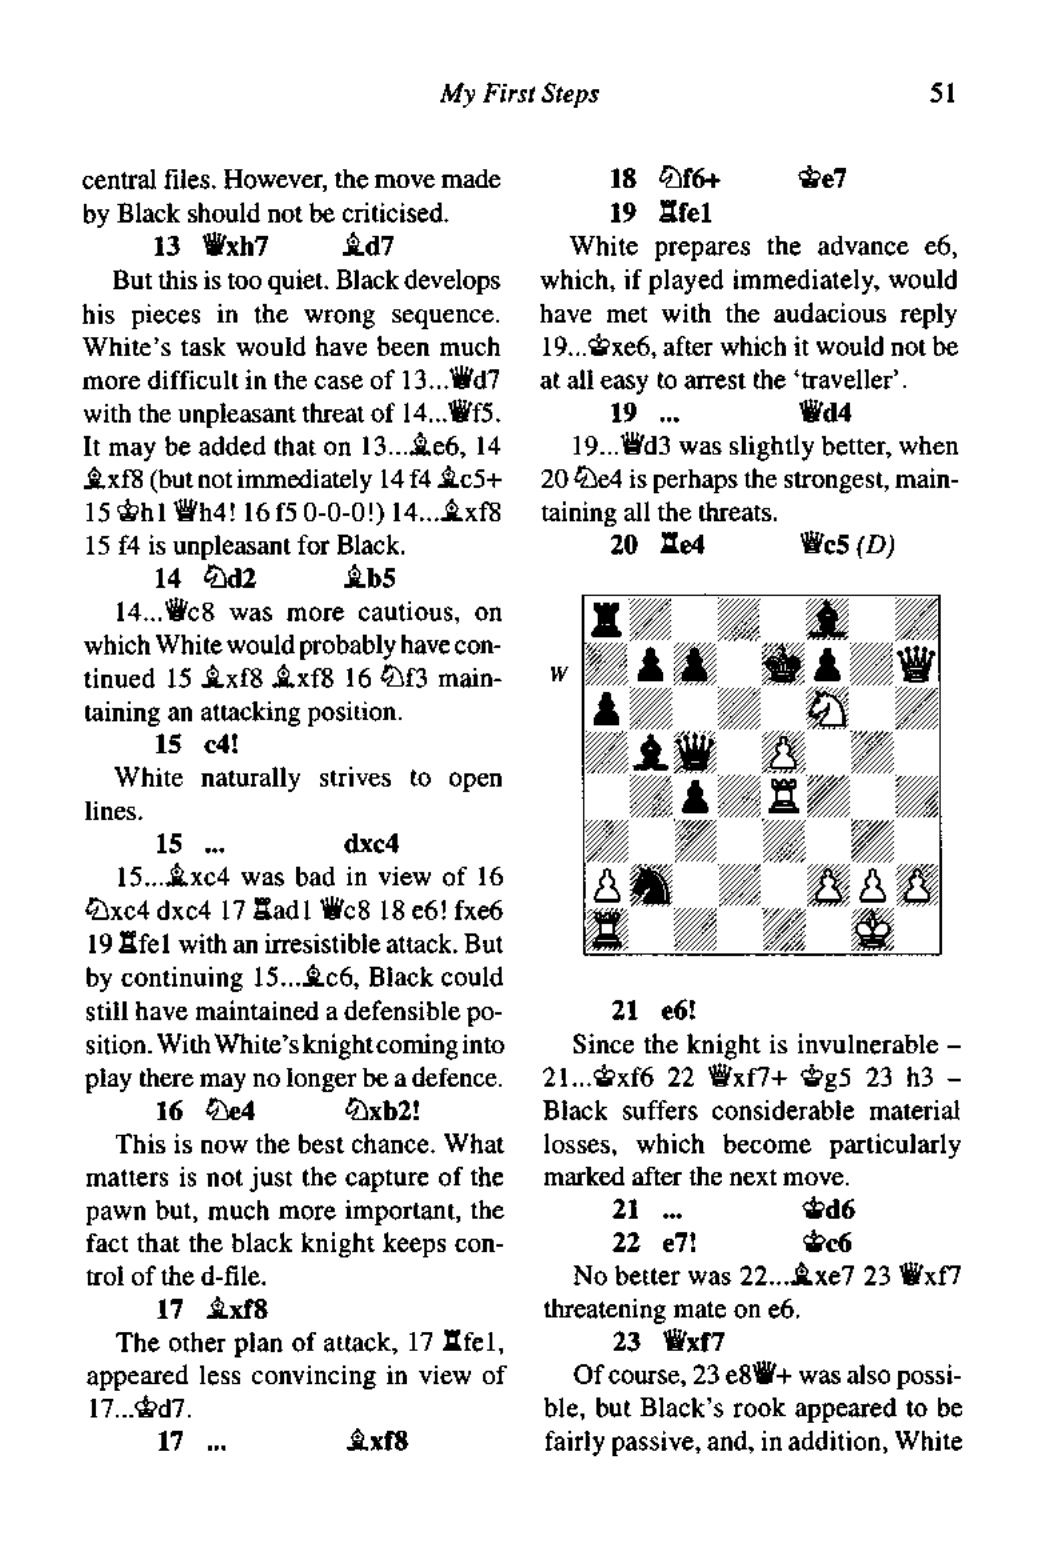 My First Steps 51
central files. However, the move made
by Black should not be criticised.
13 ♕xh7 ♗d7
But this is too quiet. Black develops
his pieces in the wrong sequence.
White's task would have been much
more difficult in the case of 13...♕d7
with the unpleasant threat of 14...♕f5.
It may be added that on 13...♗e6, 14
♗xf8 (but not immediately 14 f4 ♗c5+
15 ♔h1 ♕h4! 16 f5 0-0-0!) 14...♗xf8
15 f4 is unpleasant for Black.
14 ♘d2 ♗b5
14...♕c8 was more cautious, on
which White would probably have con-
tinued 15 ♗xf8 ♗xf8 16 ♘f3 main-
taining an attacking position.
15 c4!
White naturally strives to open
lines.
15 ... dxc4
15...♗xc4 was bad in view of 16
♘xc4 dxc4 17 ♖ad1 ♕c8 18 e6! fxe6
19 ♖fe1 with an irresistible attack. But
by continuing 15...♗c6, Black could
still have maintained a defensible po-
sition. With White's knight coming into
play there may no longer be a defence.
16 ♘e4 ♘xb2!
This is now the best chance. What
matters is not just the capture of the
pawn but, much more important, the
fact that the black knight keeps con-
trol of the d-file.
17 ♗xf8
The other plan of attack, 17 ♖fe1,
appeared less convincing in view of
17...♔d7.
17 ... ♗xf8
18 ♘f6+ ♔e7
19 ♖fe1
White prepares the advance e6,
which, if played immediately, would
have met with the audacious reply
19...♔xe6, after which it would not be
at all easy to arrest the 'traveller'.
19 ... ♕d4
19...♕d3 was slightly better, when
20 ♘e4 is perhaps the strongest, main-
taining all the threats.
20 ♖e4 ♕c5 (D)
W
21 e6!
Since the knight is invulnerable –
21...♔xf6 22 ♕xf7+ ♔g5 23 h3 –
Black suffers considerable material
losses, which become particularly
marked after the next move.
21 ... ♔d6
22 e7! ♔c6
No better was 22...♗xe7 23 ♕xf7
threatening mate on e6.
23 ♕xf7
Of course, 23 e8♕+ was also possi-
ble, but Black's rook appeared to be
fairly passive, and, in addition, White